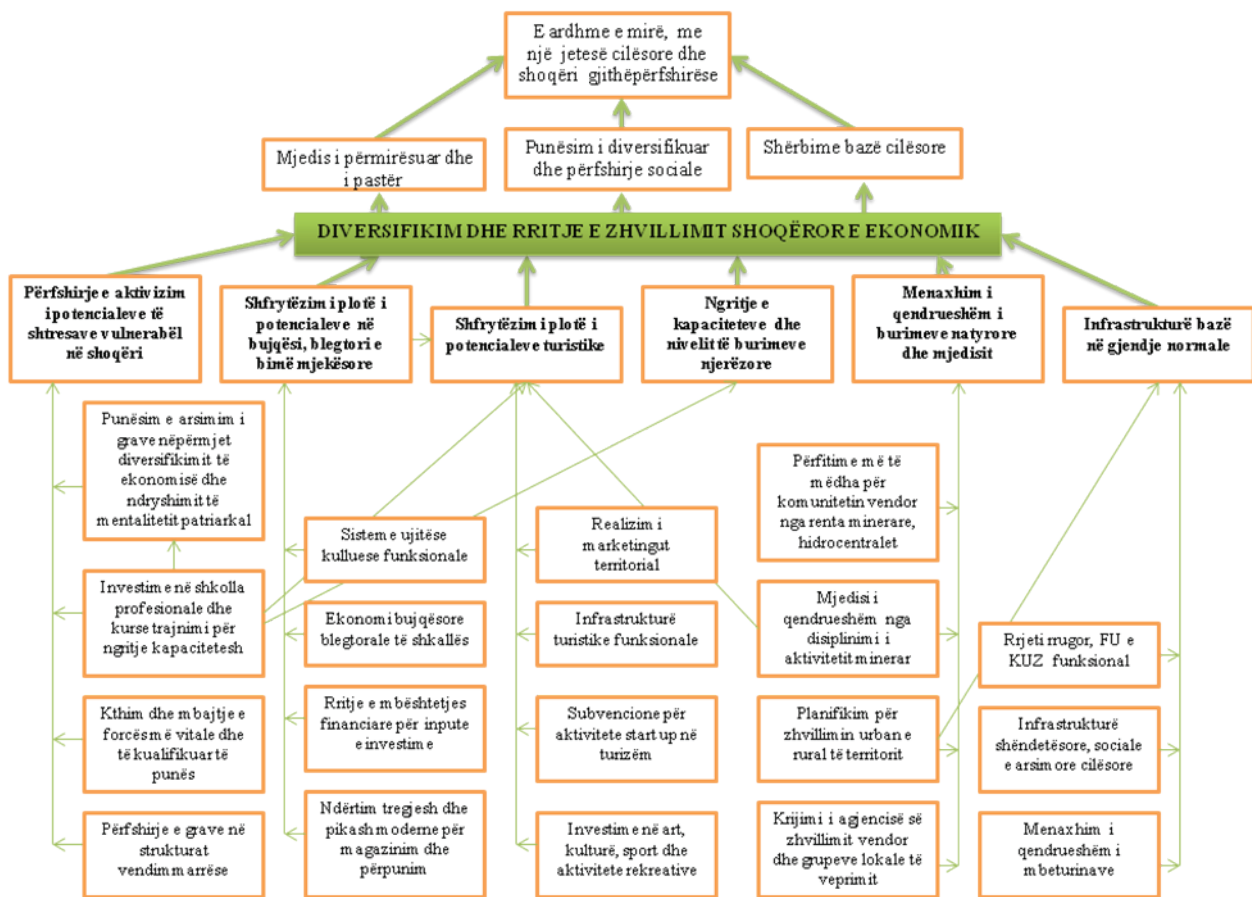 E ardhme e mirë, me
një jetesë cilësore dhe
shoqëri gjithëpërfshirëse
Mjedis i përmirësuar dhe
i pastër
Punësim i diversifikuar
dhe përfshirje sociale
Shërbime bazë cilësore
DIVERSIFIKIM DHE RRITJE E ZHVILLIMIT SHOQËROR E EKONOMIK
Përfshirje e aktivizim
i potencialeve të
shtresave vulnerabël
në shoqëri
Shfrytëzim i plotë i
potencialeve në
bujqësi, blegtori e
bimë mjekësore
Shfrytëzim i plotë i
potencialeve turistike
Ngritje e
kapaciteteve dhe
nivelit të burimeve
njerëzore
Menaxhim i
qendrueshëm i
burimeve natyrore
dhe mjedisit
Infrastrukturë bazë
në gjendje normale
Punësim e arsimim i
grave nëpërmjet
diversifikimit të
ekonomisë dhe
ndryshimit të
mentalitetit patriarkal
Investime në shkolla
profesionale dhe
kurse trajnimi për
ngritje kapacitetesh
Kthim dhe mbajtje e
forcës më vitale dhe
të kualifikuar të
punës
Përfshirje e grave në
strukturat
vendimmarrëse
Sisteme ujitëse
kulluese funksionale
Ekonomi bujqësore
blegtorale të shkallës
Rritje e mbështetjes
financiare për inpute
e investime
Ndërtim tregjesh dhe
pikash moderne për
magazinim dhe
përpunim
Realizim i
marketingut
territorial
Infrastrukturë
turistike funksionale
Subvencione për
aktivitete start up në
turizëm
Investime në art,
kulturë, sport dhe
aktivitete rekreative
Përfitime më të
mëdha për
komunitetin vendor
nga renta minerare,
hidrocentralet
Mjedisi i
qendrueshëm nga
disiplinimi i
aktivitetit minerar
Planifikim për
zhvillimin urban e
rural të territorit
Krijimi i agjencisë së
zhvillimit vendor
dhe grupeve lokale të
veprimit
Rrjeti rrugor, FU e
KUZ funksional
Infrastrukturë
shëndetësore, sociale
e arsimore cilësore
Menaxhim i
qendrueshëm i
mbeturinave